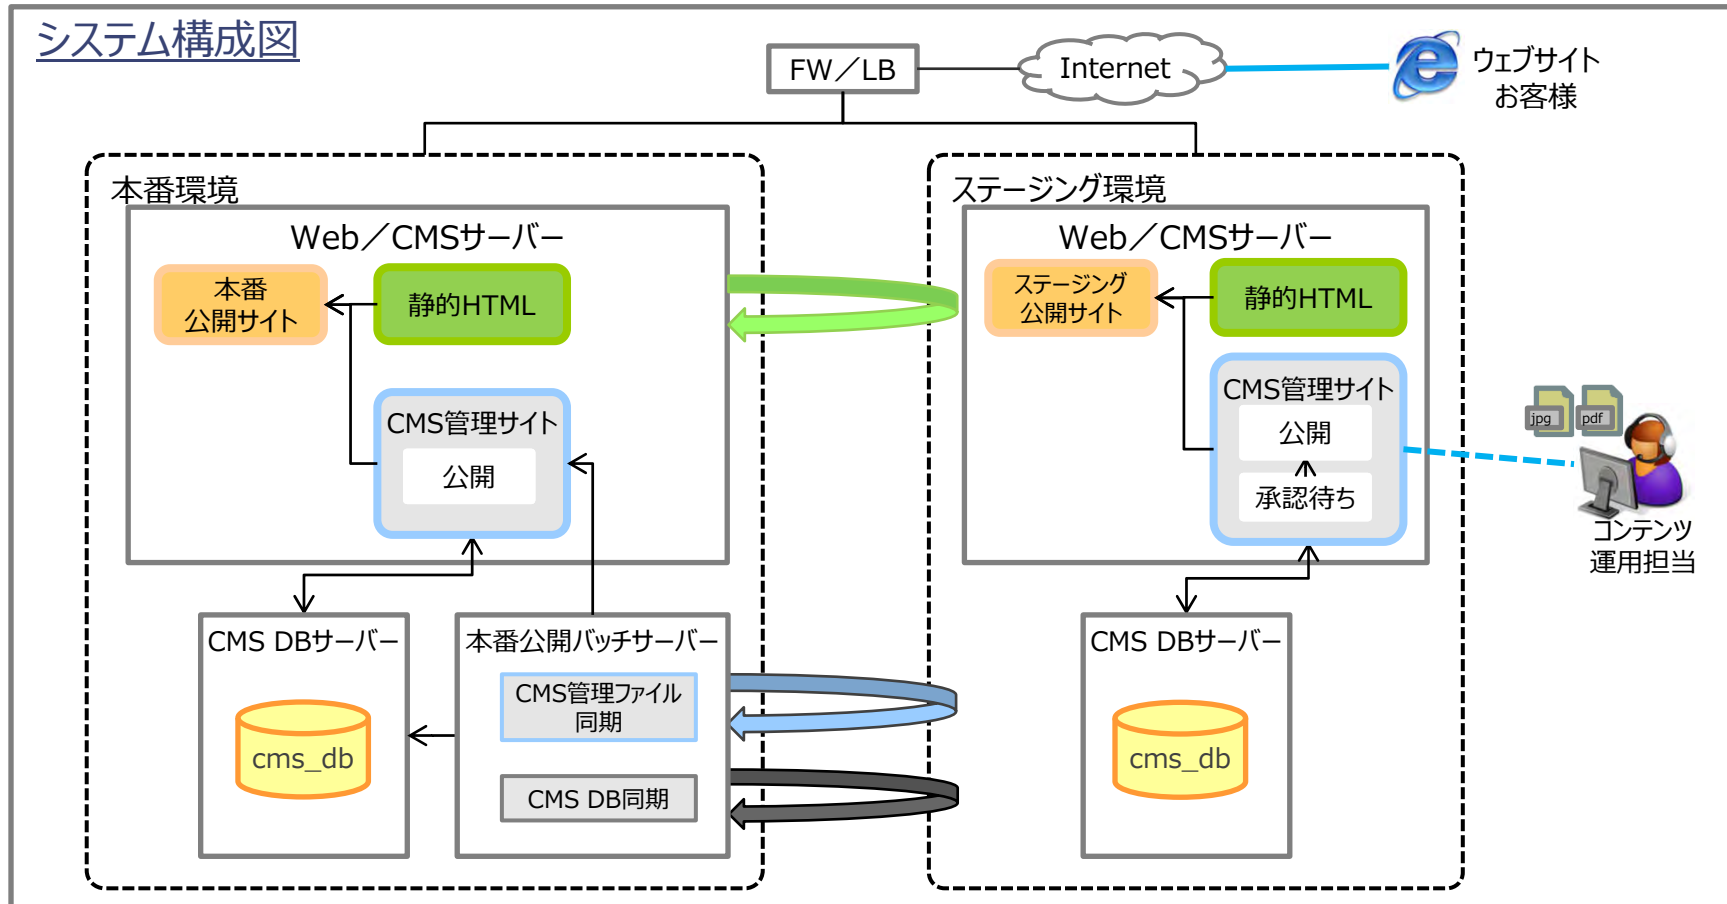 システム構成図
FW／LB
Internet
ウェブサイト
お客様
本番環境
Web／CMSサーバー
本番
公開サイト
静的HTML
CMS管理サイト
公開
CMS DBサーバー
cms_db
本番公開バッチサーバー
CMS管理ファイル
同期
CMS DB同期
ステージング環境
Web／CMSサーバー
ステージング
公開サイト
静的HTML
CMS管理サイト
公開
承認待ち
CMS DBサーバー
cms_db
jpg
pdf
コンテンツ
運用担当